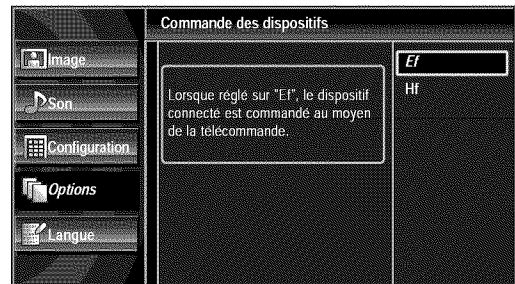 Commande des dispositifs
Image
Son
Configuration
Options
Langue
Lorsque réglé sur "Ef", le dispositif
connecté est commandé au moyen
de la télécommande.
Ef
Hf